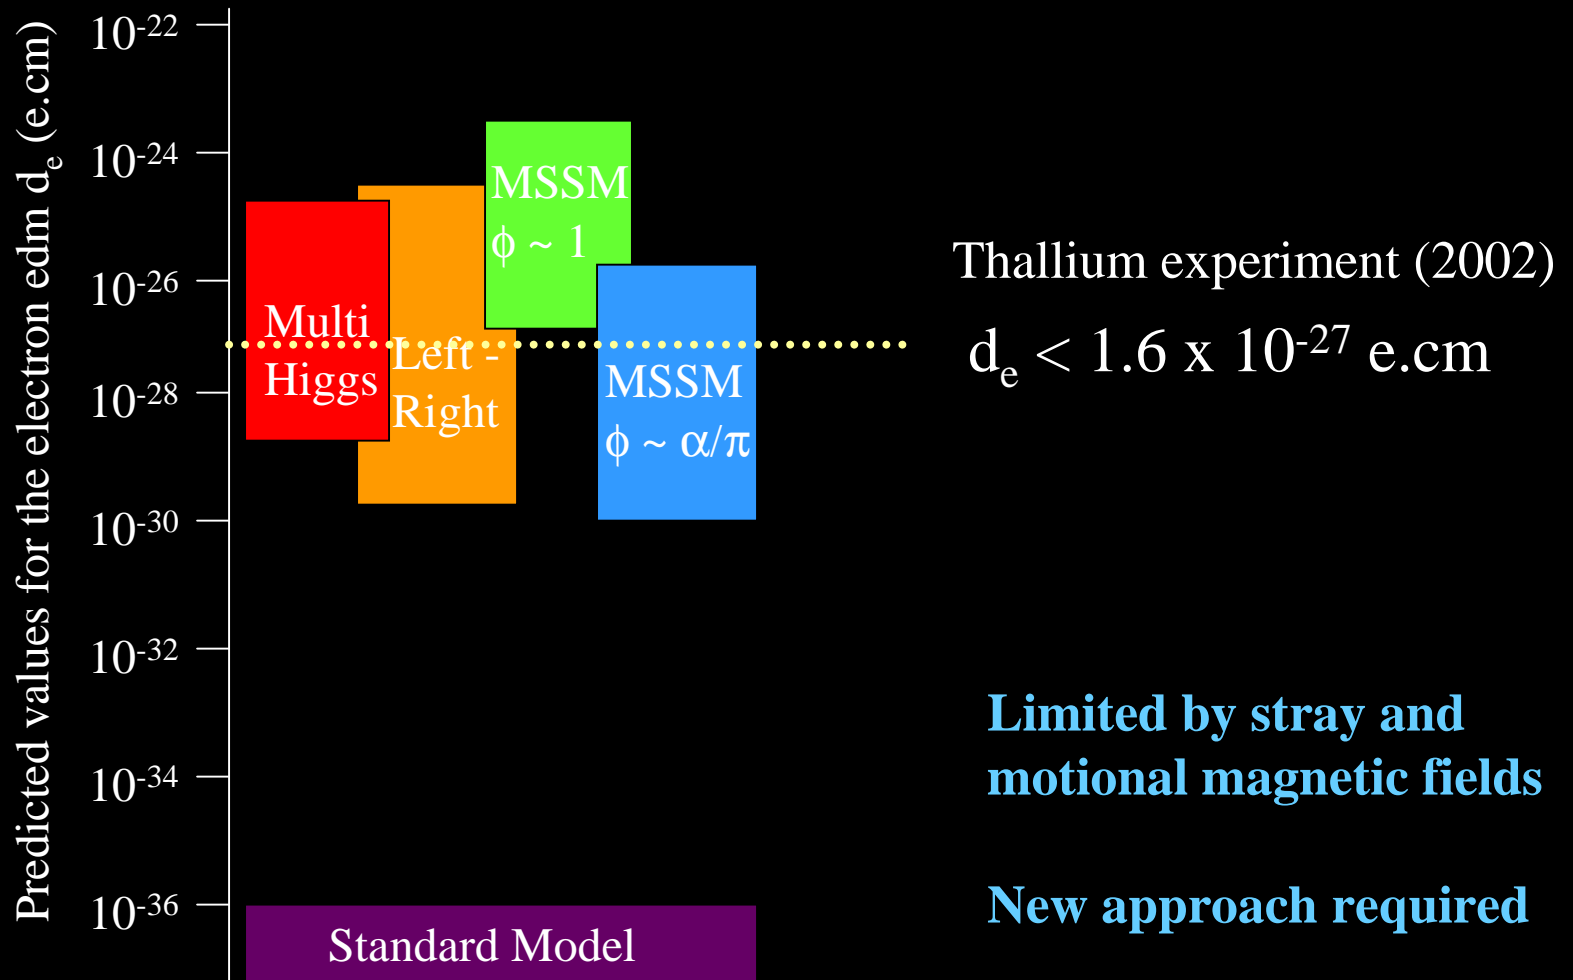 Predicted values for the electron edm dₑ (e.cm)
10⁻²²
10⁻²⁴
10⁻²⁶
10⁻²⁸
10⁻³⁰
10⁻³²
10⁻³⁴
10⁻³⁶
Multi
Higgs
Left -
Right
MSSM
ϕ ~ 1
MSSM
ϕ ~ α/π
Standard Model
Thallium experiment (2002)
dₑ < 1.6 x 10⁻²⁷ e.cm
Limited by stray and
motional magnetic fields
New approach required